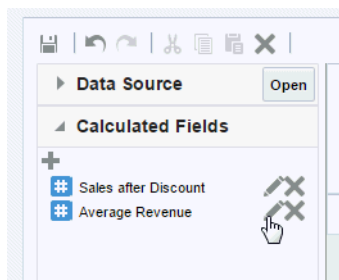 Data Source
Open
Calculated Fields
Sales after Discount
Average Revenue